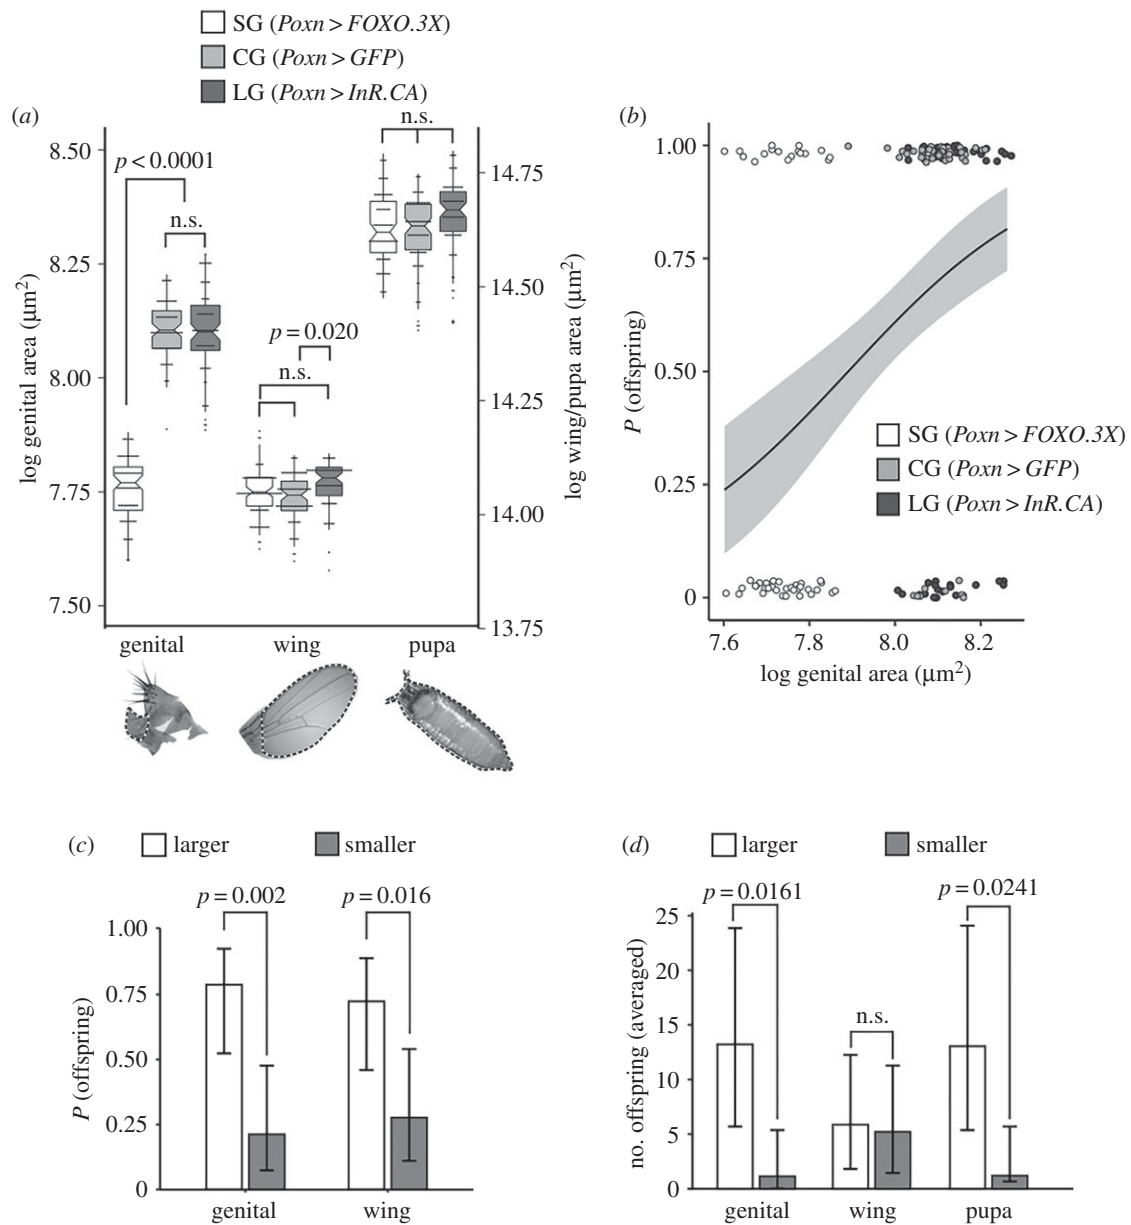 SG (Poxn > FOXO.3X)
CG (Poxn > GFP)
LG (Poxn > InR.CA)
(a)
n.s.
8.50
p < 0.0001
n.s.
8.25
8.00
p = 0.020
n.s.
7.75
7.50
log genital area (μm²)
14.75
14.50
14.25
14.00
13.75
log wing/pupa area (μm²)
genital wing pupa
(b)
1.00
0.75
0.50
0.25
0
P (offspring)
SG (Poxn > FOXO.3X)
CG (Poxn > GFP)
LG (Poxn > InR.CA)
7.6 7.8 8.0 8.2
log genital area (μm²)
(c) larger smaller
p = 0.002 p = 0.016
1.00
0.75
0.50
0.25
0
P (offspring)
genital wing
(d) larger smaller
p = 0.0161 p = 0.0241
n.s.
25
20
15
10
5
0
no. offspring (averaged)
genital wing pupa